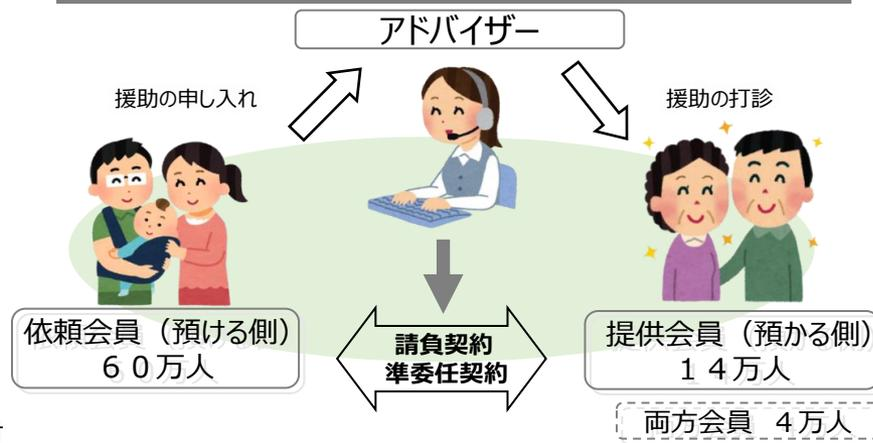 アドバイザー
援助の申し入れ
援助の打診
依頼会員（預ける側）
６０万人
請負契約
準委任契約
提供会員（預かる側）
１４万人
両方会員　４万人